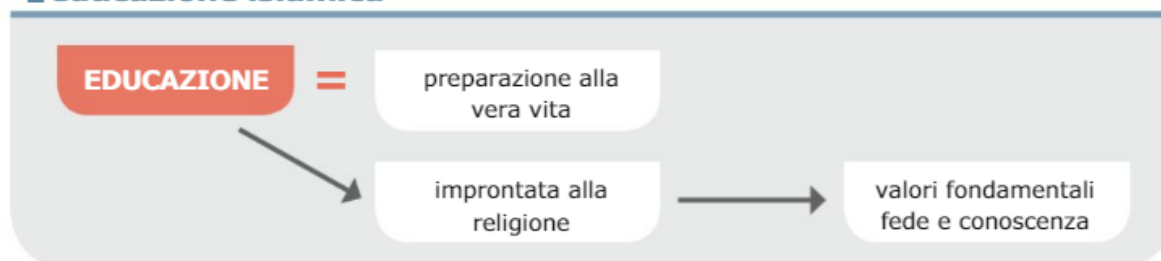 EDUCAZIONE = preparazione alla
vera vita
improntata alla
religione
valori fondamentali
fede e conoscenza